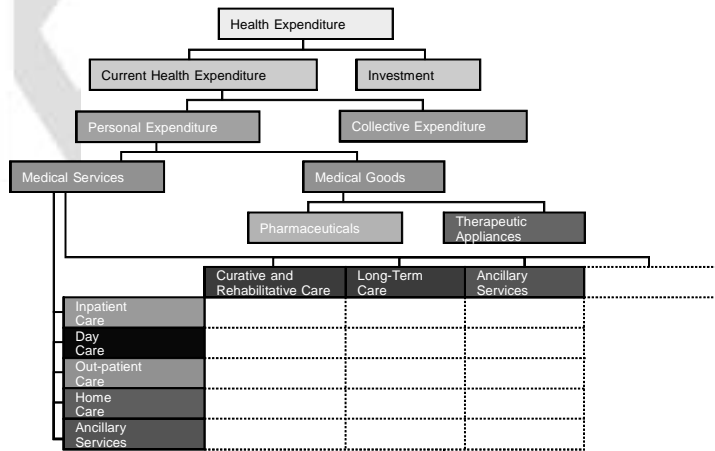 Health Expenditure
Current Health Expenditure
Investment
Personal Expenditure
Collective Expenditure
Medical Services
Medical Goods
Pharmaceuticals
Therapeutic
Appliances
Curative and
Rehabilitative Care
Long-Term
Care
Ancillary
Services
Inpatient
Care
Day
Care
Out-patient
Care
Home
Care
Ancillary
Services